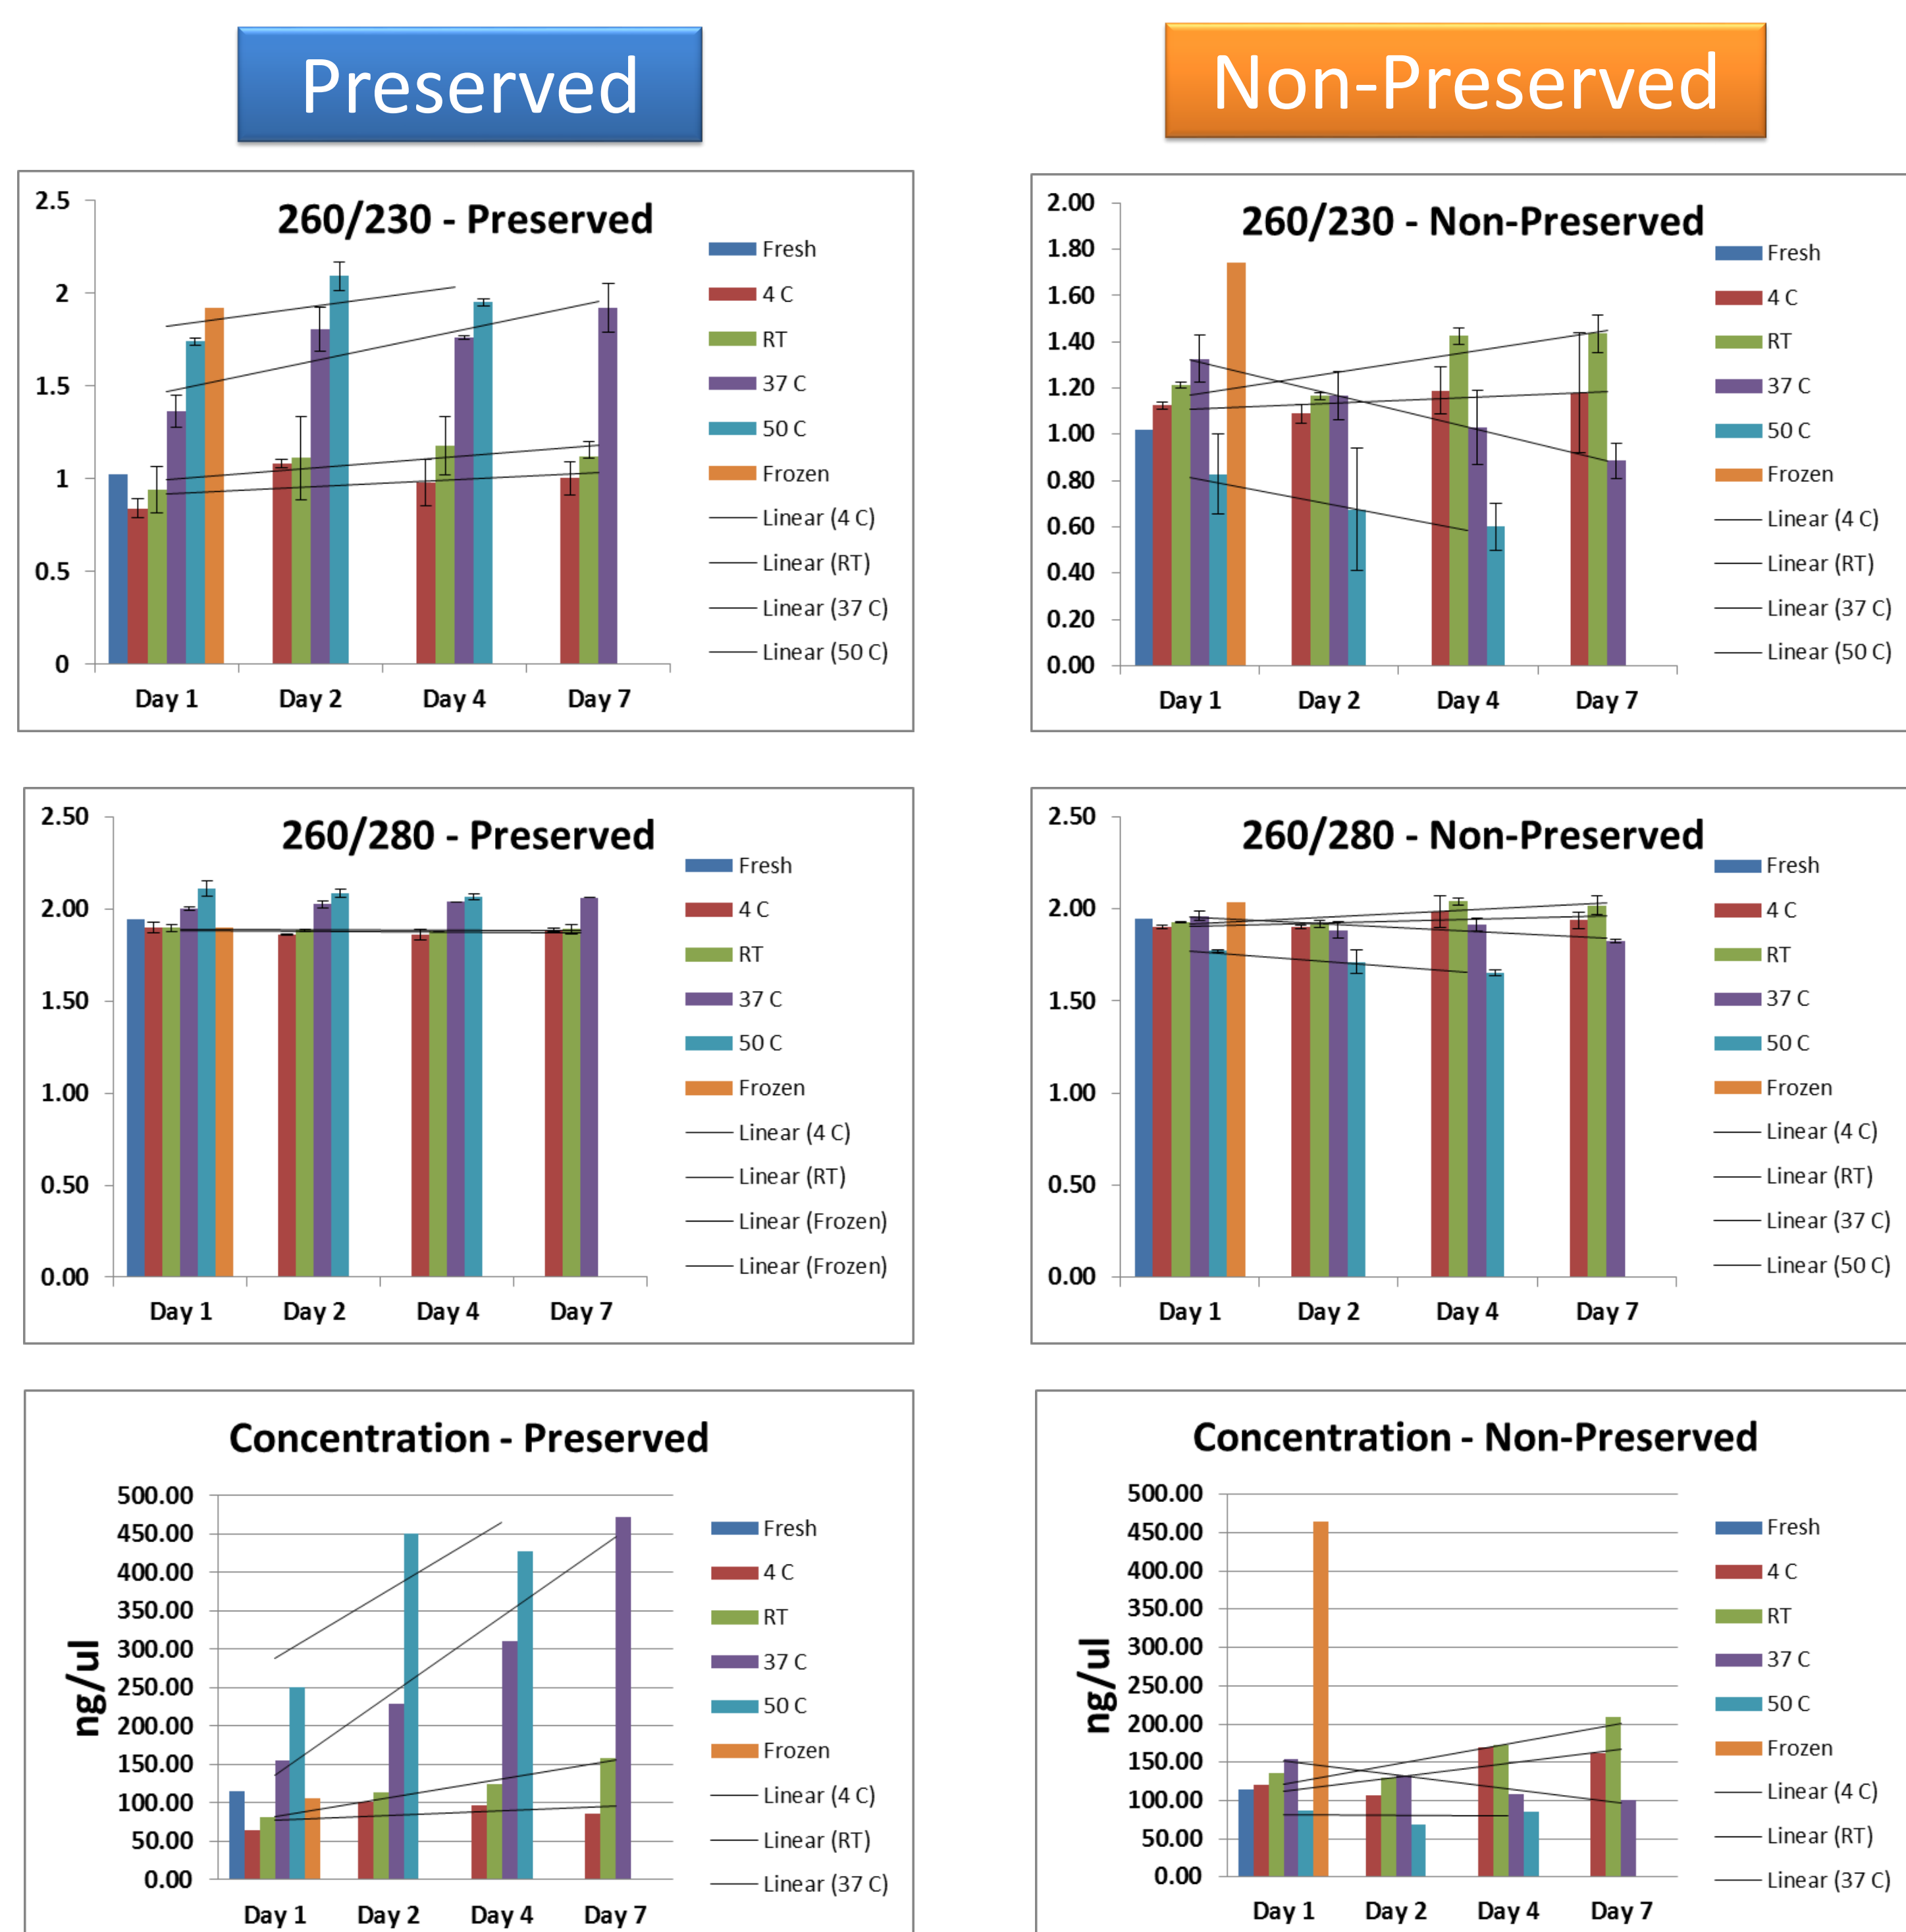 Preserved
Non-Preserved
260/230 - Preserved
2.5
2
1.5
1
0.5
0
Day 1 Day 2 Day 4 Day 7
Fresh
4 C
RT
37 C
50 C
Frozen
Linear (4 C)
Linear (RT)
Linear (37 C)
Linear (50 C)
260/230 - Non-Preserved
2.00
1.80
1.60
1.40
1.20
1.00
0.80
0.60
0.40
0.20
0.00
Day 1 Day 2 Day 4 Day 7
Fresh
4 C
RT
37 C
50 C
Frozen
Linear (4 C)
Linear (RT)
Linear (37 C)
Linear (50 C)
260/280 - Preserved
2.50
2.00
1.50
1.00
0.50
0.00
Day 1 Day 2 Day 4 Day 7
Fresh
4 C
RT
37 C
50 C
Frozen
Linear (4 C)
Linear (RT)
Linear (Frozen)
Linear (Frozen)
260/280 - Non-Preserved
2.50
2.00
1.50
1.00
0.50
0.00
Day 1 Day 2 Day 4 Day 7
Fresh
4 C
RT
37 C
50 C
Frozen
Linear (4 C)
Linear (RT)
Linear (37 C)
Linear (50 C)
Concentration - Preserved
ng/ul
500.00
450.00
400.00
350.00
300.00
250.00
200.00
150.00
100.00
50.00
0.00
Day 1 Day 2 Day 4 Day 7
Fresh
4 C
RT
37 C
50 C
Frozen
Linear (4 C)
Linear (RT)
Linear (37 C)
Concentration - Non-Preserved
ng/ul
500.00
450.00
400.00
350.00
300.00
250.00
200.00
150.00
100.00
50.00
0.00
Day 1 Day 2 Day 4 Day 7
Fresh
4 C
RT
37 C
50 C
Frozen
Linear (4 C)
Linear (RT)
Linear (37 C)